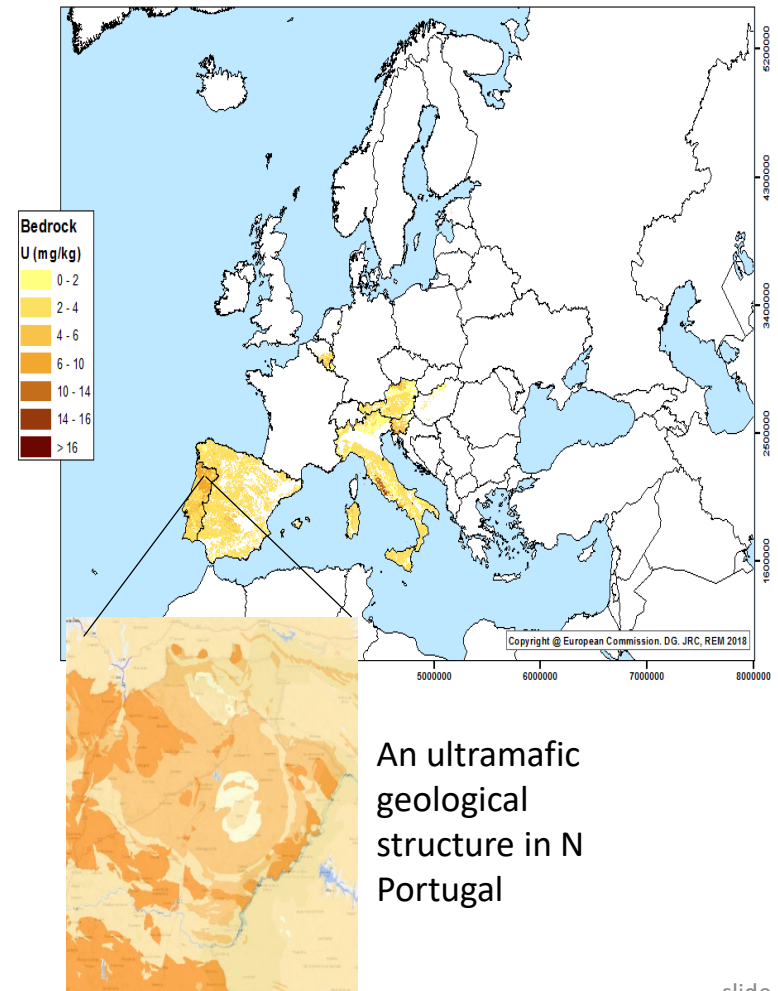 5200000
4300000
3400000
2500000
1600000
Bedrock
U (mg/kg)
0 - 2
2 - 4
4 - 6
6 - 10
10 - 14
14 - 16
> 16
Copyright @ European Commission. DG. JRC, REM 2018
5000000
6000000
7000000
8000000
An ultramafic
geological
structure in N
Portugal
slide